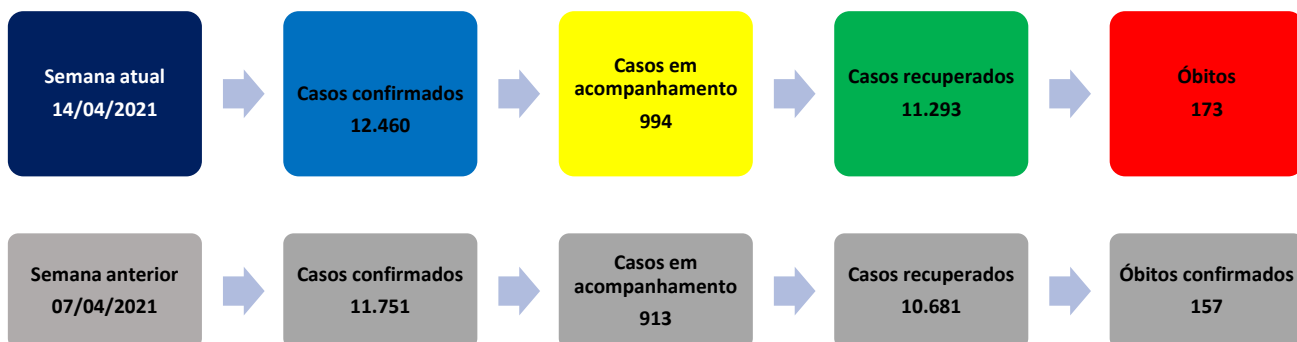 Semana atual
14/04/2021
Casos confirmados
12.460
Casos em
acompanhamento
994
Casos recuperados
11.293
Óbitos
173
Semana anterior
07/04/2021
Casos confirmados
11.751
Casos em
acompanhamento
913
Casos recuperados
10.681
Óbitos confirmados
157